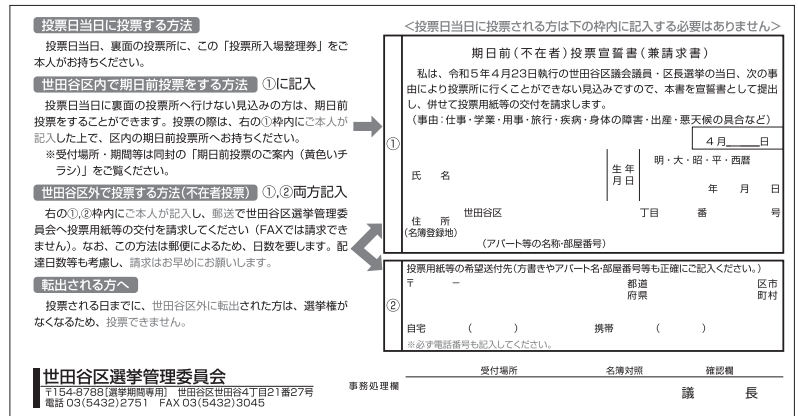 投票日当日に投票する方法
投票日当日、裏面の投票所に、この「投票所入場整理券」をご
本人がお持ちください。
世田谷区内で期日前投票をする方法 ①に記入
投票日当日に裏面の投票所へ行けない見込みの方は、期日前
投票をすることができます。投票の際は、右の①枠内にご本人が
記入した上で、区内の期日前投票所へお持ちください。
※受付場所・期間等は同封の「期日前投票のご案内(黄色いチ
ラシ)」をご覧ください。
世田谷区外で投票する方法(不在者投票) ①,②両方記入
右の①,②枠内にご本人が記入し、郵送で世田谷区選挙管理委
員会へ投票用紙等の交付を請求してください(FAXでは請求でき
ません)。なお、この方法は郵便によるため、日数を要します。配
達日数等も考慮し、請求はお早めにお願いします。
転出される方へ
投票される日までに、世田谷区外に転出された方は、選挙権が
なくなるため、投票できません。
世田谷区選挙管理委員会
〒154-8788[選挙期間専用] 世田谷区世田谷4丁目21番27号
電話 03(5432)2751 FAX 03(5432)3045
<投票日当日に投票される方は下の枠内に記入する必要はありません>
①
期日前(不在者)投票宣誓書(兼請求書)
私は、令和5年4月23日執行の世田谷区議会議員・区長選挙の当日、次の事
由により投票所に行くことができない見込みですので、本書を宣誓書として提出
し、併せて投票用紙等の交付を請求します。
(事由:仕事・学業・用事・旅行・疾病・身体の障害・出産・悪天候の具合など)
4月____日
氏 名
生年
月日
明・大・昭・平・西暦
年 月 日
住 所
(名簿登録地)
世田谷区 丁目 番 号
(アパート等の名称・部屋番号)
②
投票用紙等の希望送付先(方書きやアパート名・部屋番号等も正確にご記入ください。)
〒 − 都道 区市
府県 町村
自宅 ( ) 携帯 ( )
※必ず電話番号も記入してください。
事務処理欄
受付場所 名簿対照 確認欄
議 長